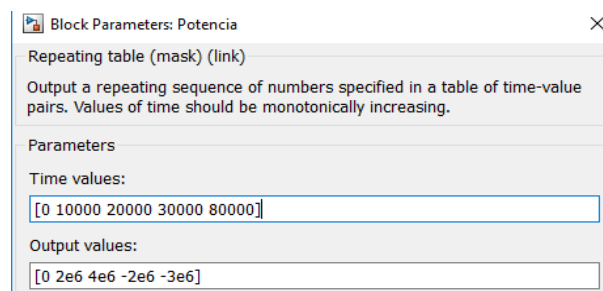 Block Parameters: Potencia
Repeating table (mask) (link)
Output a repeating sequence of numbers specified in a table of time-value
pairs. Values of time should be monotonically increasing.
Parameters
Time values:
[0 10000 20000 30000 80000]
Output values:
[0 2e6 4e6 -2e6 -3e6]